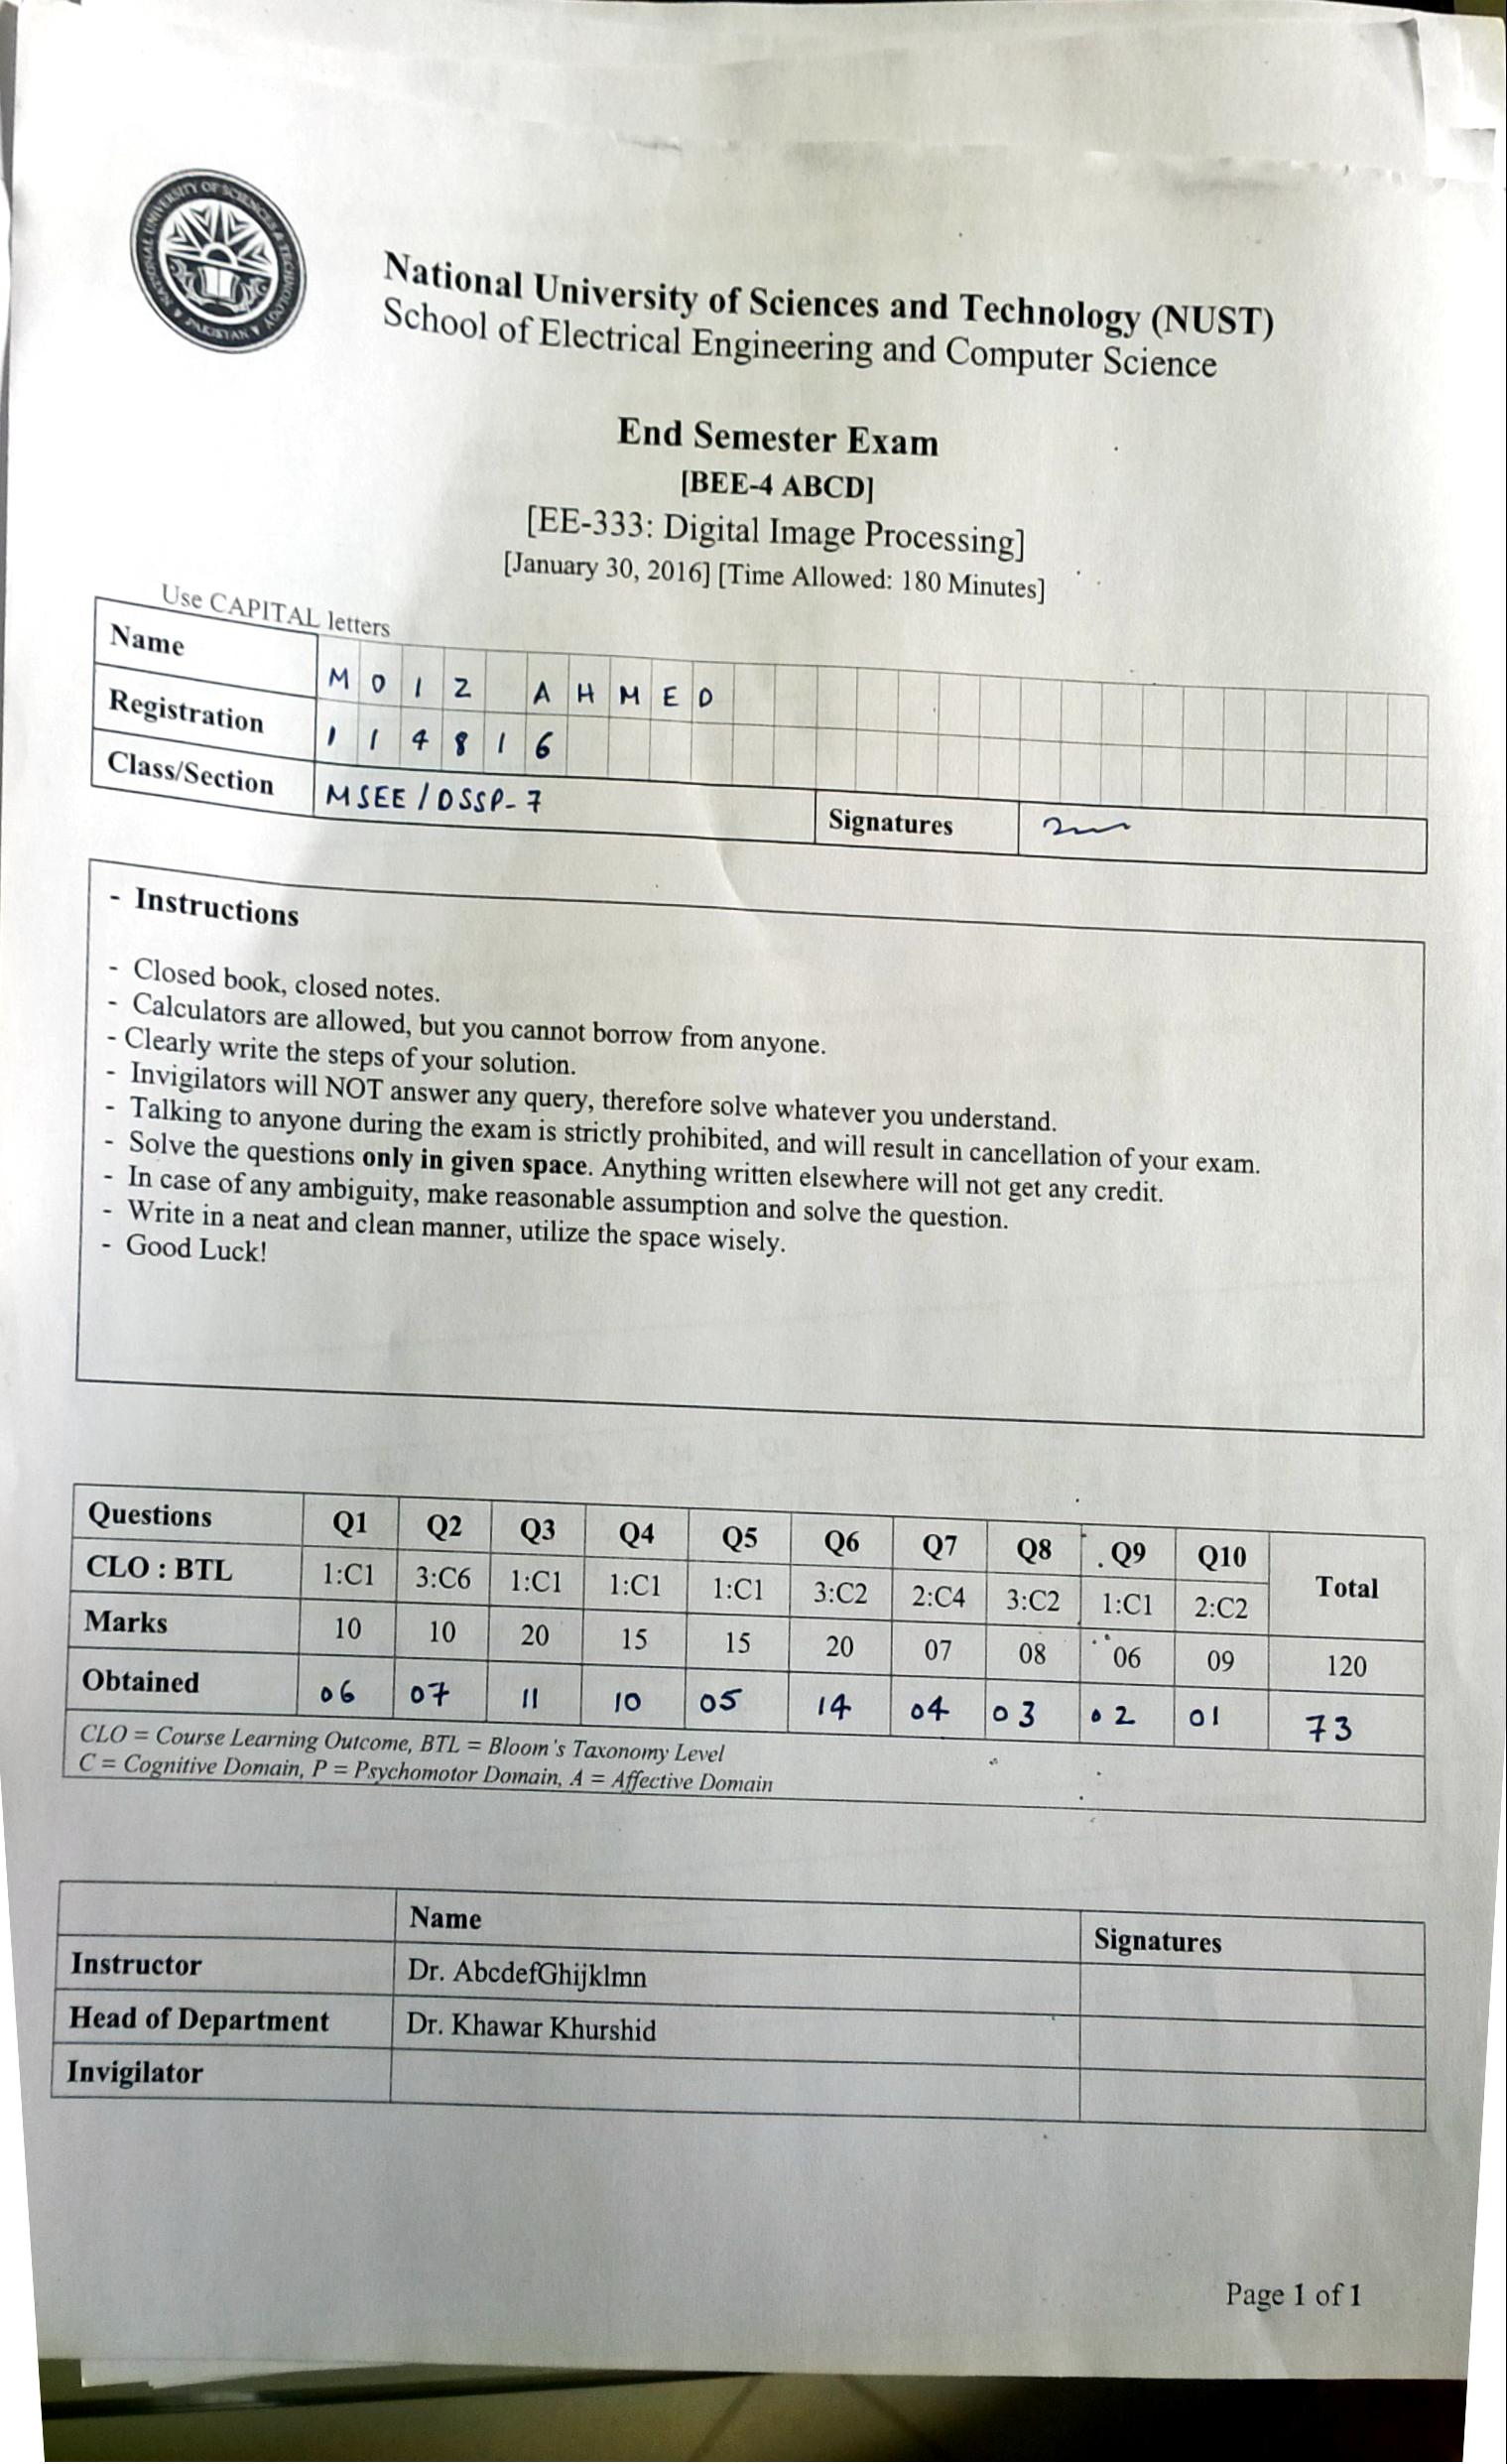 NATIONAL UNIVERSITY OF SCIENCES & TECHNOLOGY
PAKISTAN
National University of Sciences and Technology (NUST)
School of Electrical Engineering and Computer Science
End Semester Exam
[BEE-4 ABCD]
[EE-333: Digital Image Processing]
[January 30, 2016] [Time Allowed: 180 Minutes]
Use CAPITAL letters
Name MOIZ AHMED
Registration 114816
Class/Section MSEE/DSSP-7 Signatures
- Instructions
- Closed book, closed notes.
- Calculators are allowed, but you cannot borrow from anyone.
- Clearly write the steps of your solution.
- Invigilators will NOT answer any query, therefore solve whatever you understand.
- Talking to anyone during the exam is strictly prohibited, and will result in cancellation of your exam.
- Solve the questions only in given space. Anything written elsewhere will not get any credit.
- In case of any ambiguity, make reasonable assumption and solve the question.
- Write in a neat and clean manner, utilize the space wisely.
- Good Luck!
Questions Q1 Q2 Q3 Q4 Q5 Q6 Q7 Q8 Q9 Q10 Total
CLO : BTL 1:C1 3:C6 1:C1 1:C1 1:C1 3:C2 2:C4 3:C2 1:C1 2:C2
Marks 10 10 20 15 15 20 07 08 06 09 120
Obtained 06 07 11 10 05 14 04 03 02 01 73
CLO = Course Learning Outcome, BTL = Bloom's Taxonomy Level
C = Cognitive Domain, P = Psychomotor Domain, A = Affective Domain
Name Signatures
Instructor Dr. AbcdefGhijklmn
Head of Department Dr. Khawar Khurshid
Invigilator
Page 1 of 1